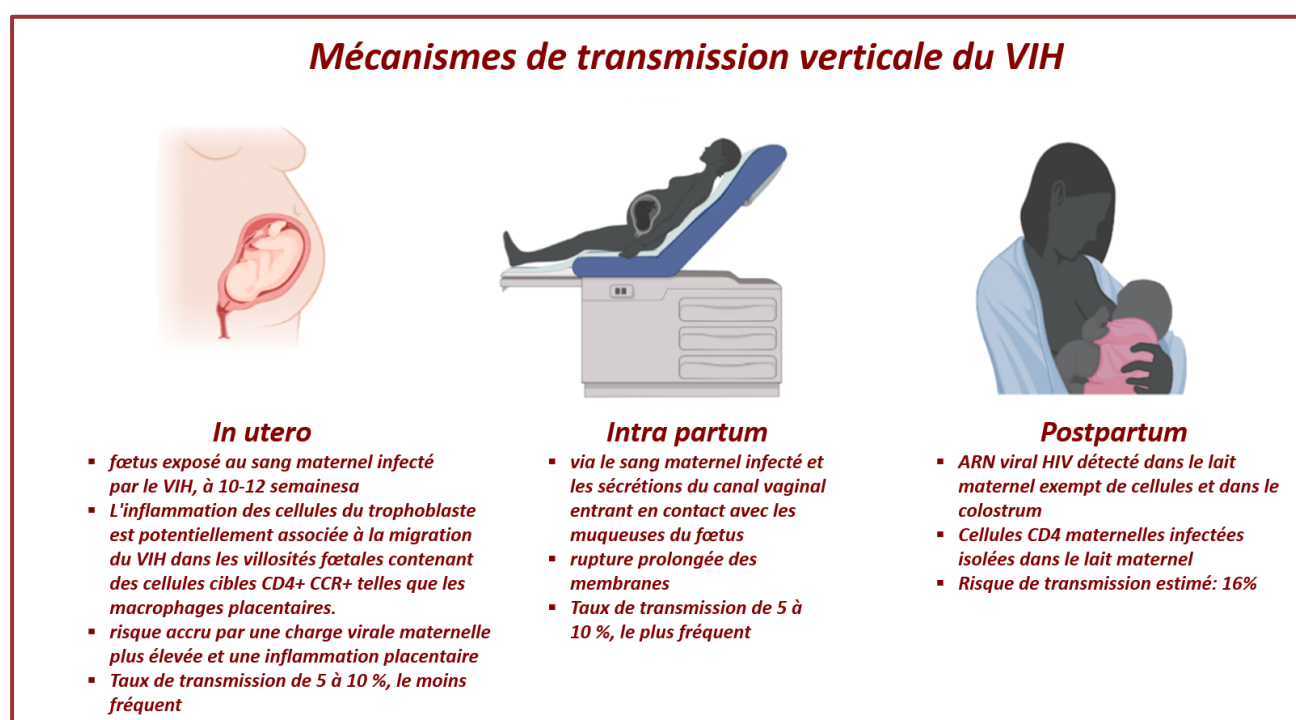 Mécanismes de transmission verticale du VIH
In utero
▪ fœtus exposé au sang maternel infecté
par le VIH, à 10-12 semainesa
▪ L'inflammation des cellules du trophoblaste
est potentiellement associée à la migration
du VIH dans les villosités fœtales contenant
des cellules cibles CD4+ CCR+ telles que les
macrophages placentaires.
▪ risque accru par une charge virale maternelle
plus élevée et une inflammation placentaire
▪ Taux de transmission de 5 à 10 %, le moins
fréquent
Intra partum
▪ via le sang maternel infecté et
les sécrétions du canal vaginal
entrant en contact avec les
muqueuses du fœtus
▪ rupture prolongée des
membranes
▪ Taux de transmission de 5 à
10 %, le plus fréquent
Postpartum
▪ ARN viral HIV détecté dans le lait
maternel exempt de cellules et dans le
colostrum
▪ Cellules CD4 maternelles infectées
isolées dans le lait maternel
▪ Risque de transmission estimé: 16%